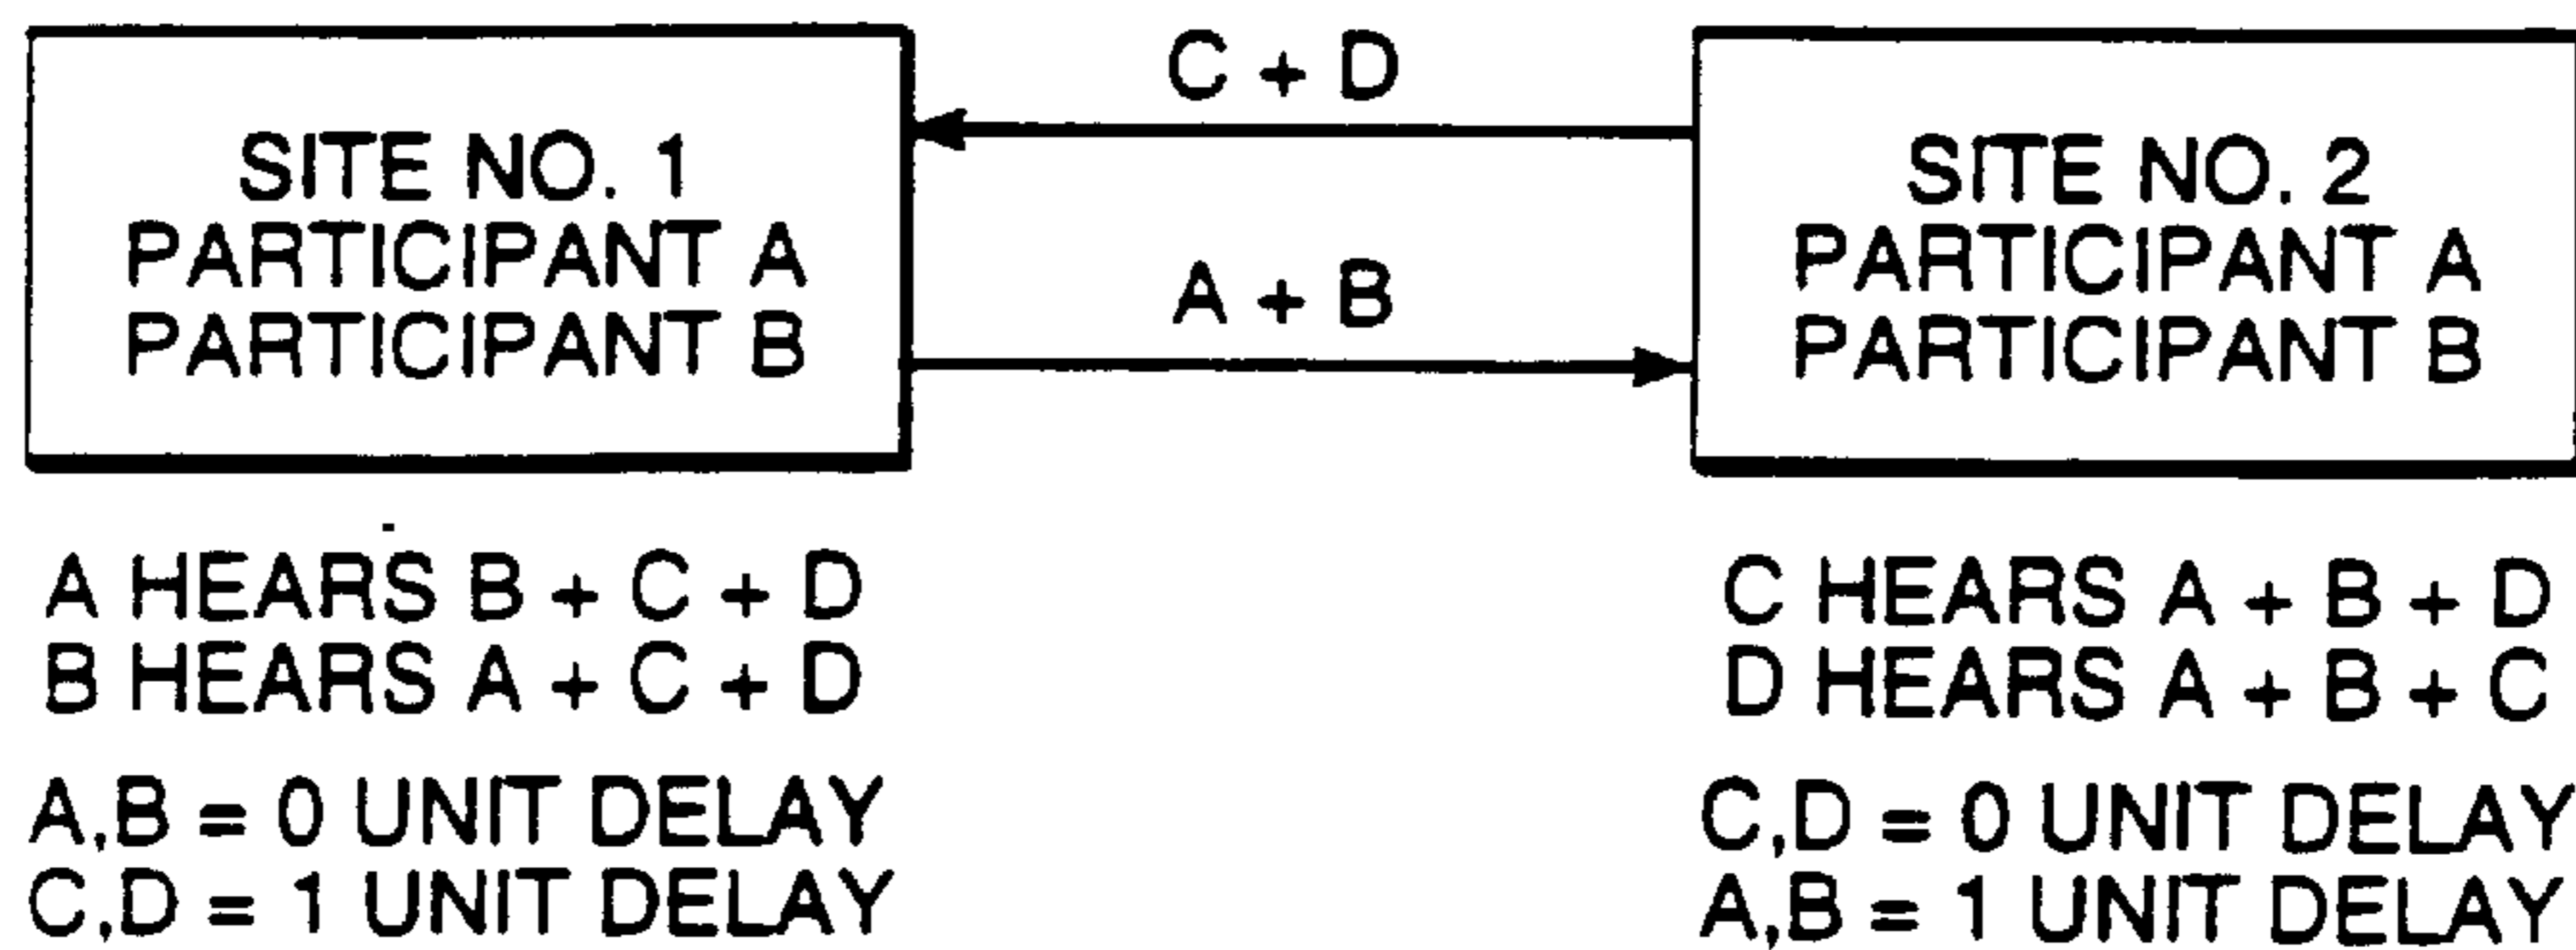 C + D
SITE NO. 1
PARTICIPANT A
PARTICIPANT B
A + B
SITE NO. 2
PARTICIPANT A
PARTICIPANT B
A HEARS B + C + D
B HEARS A + C + D
A,B = 0 UNIT DELAY
C,D = 1 UNIT DELAY
C HEARS A + B + D
D HEARS A + B + C
C,D = 0 UNIT DELAY
A,B = 1 UNIT DELAY